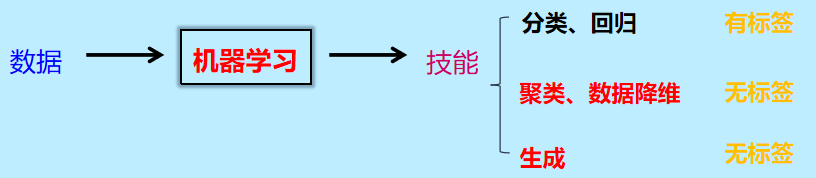 数据
机器学习
技能
分类、回归 有标签
聚类、数据降维 无标签
生成 无标签